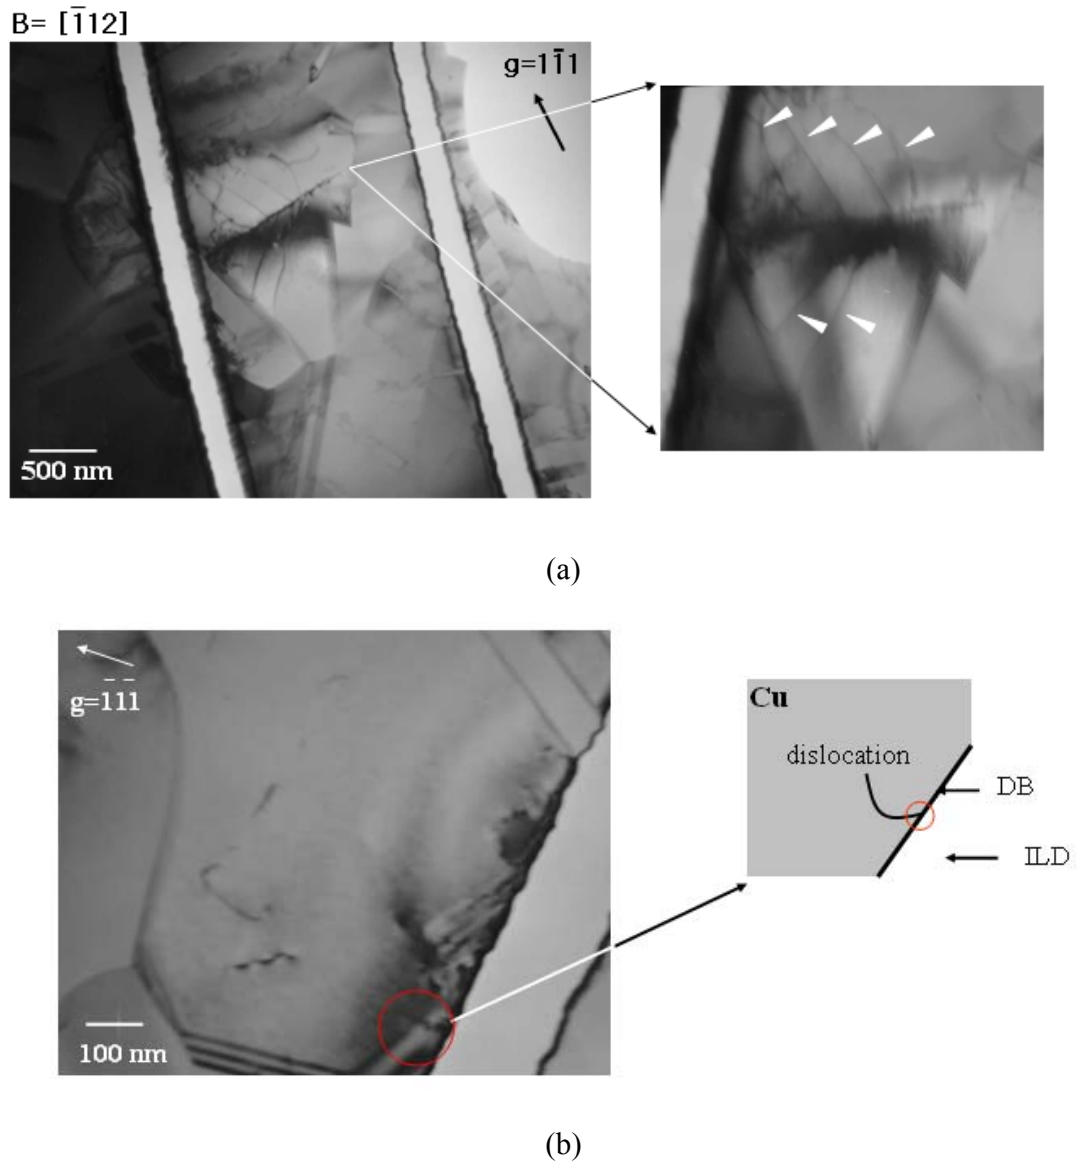 B= [1̅12]
g=11̅1
500 nm
(a)
g=1̅1̅1
100 nm
Cu
dislocation
DB
ILD
(b)